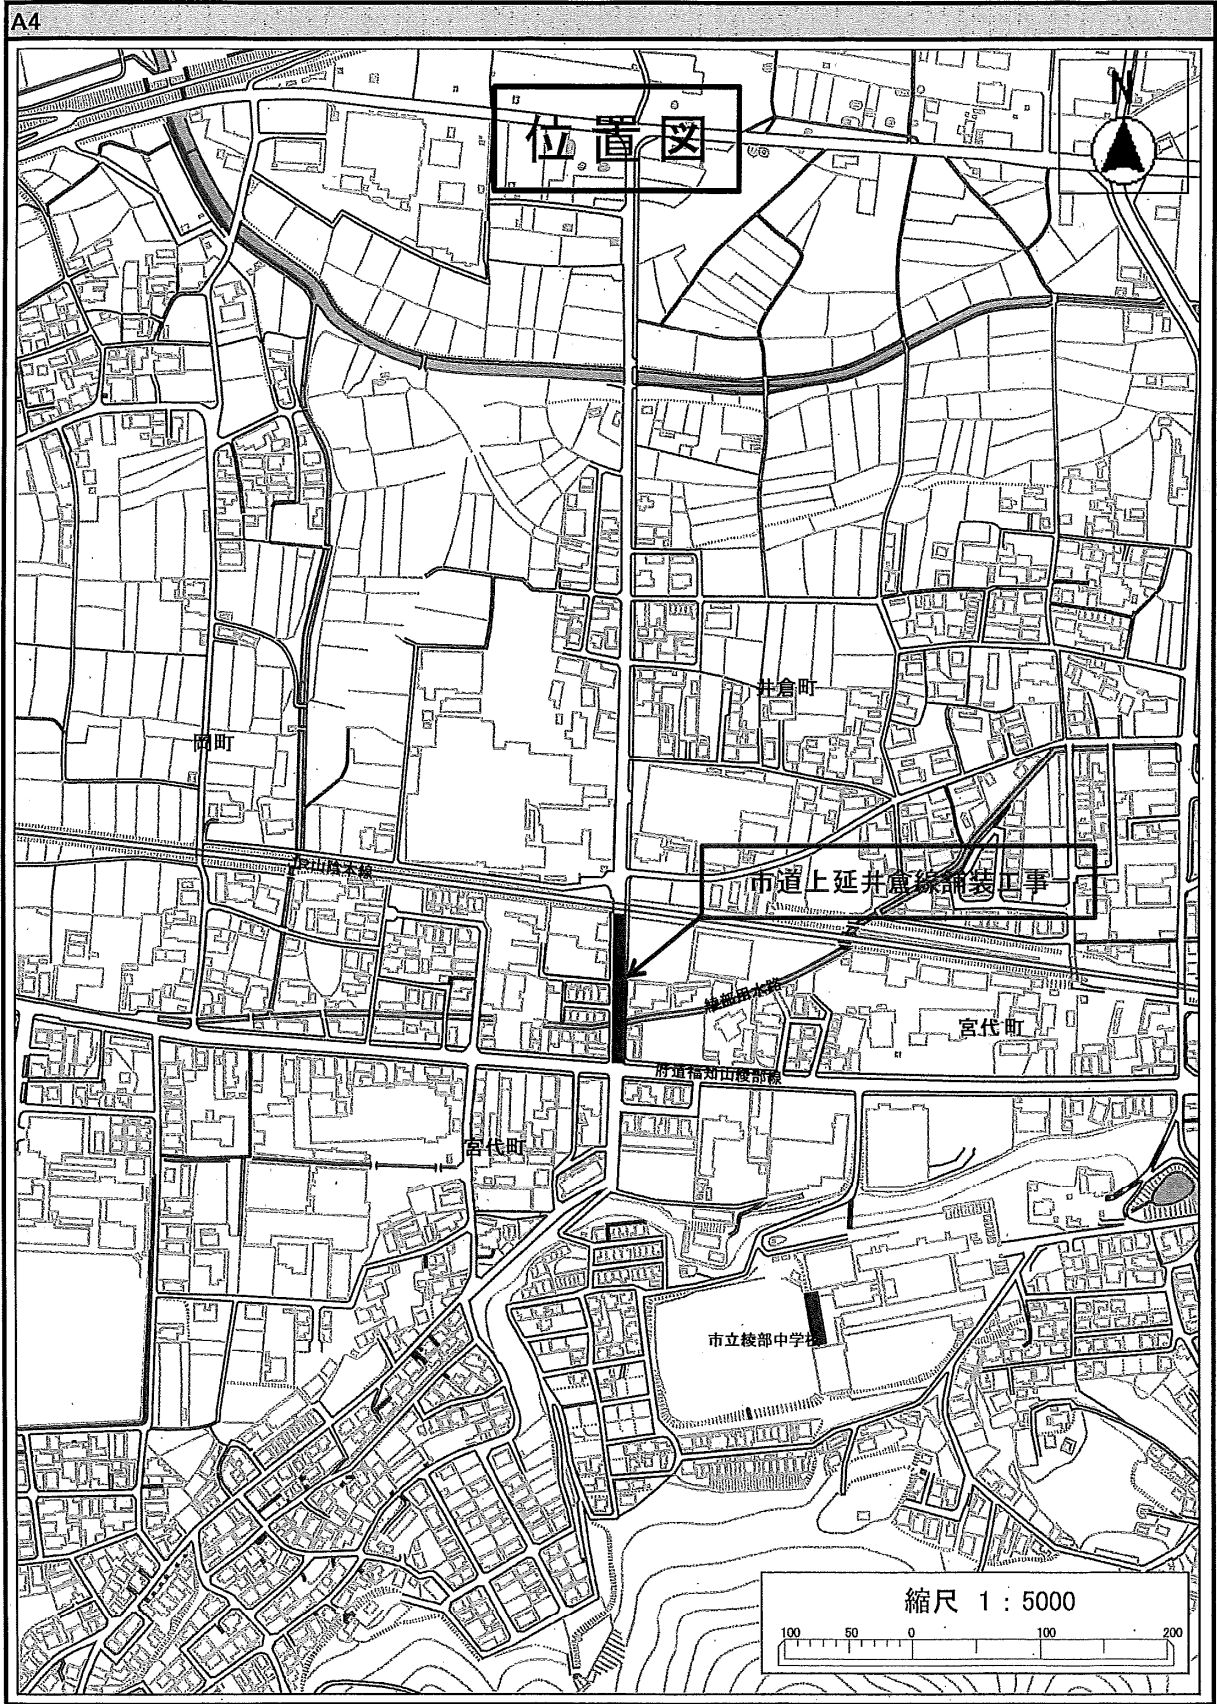 A4
位置図
N
井倉町
岡町
JR山陰本線
市道上延井倉線舗装工事
綾部用水路
宮代町
府道福知山綾部線
宮代町
市立綾部中学校
縮尺 1:5000
100 50 0 100 200